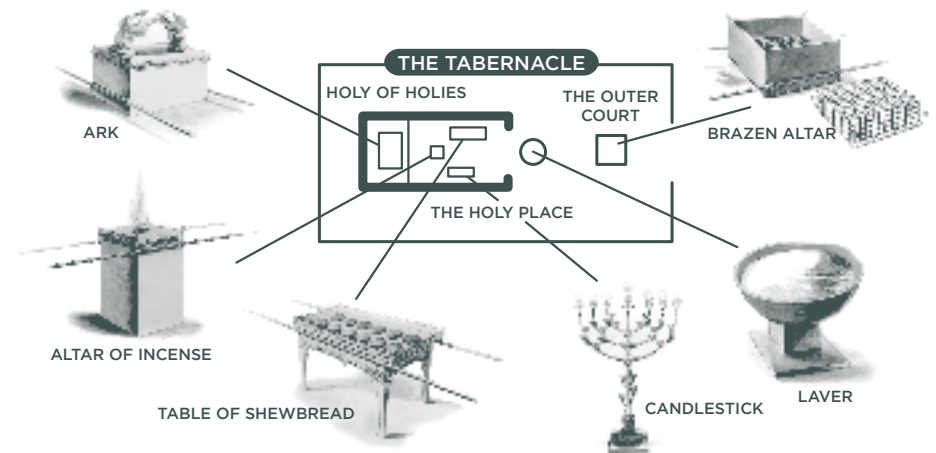 THE TABERNACLE
HOLY OF HOLIES
THE OUTER
COURT
ARK
BRAZEN ALTAR
THE HOLY PLACE
ALTAR OF INCENSE
TABLE OF SHEWBREAD
CANDLESTICK
LAVER